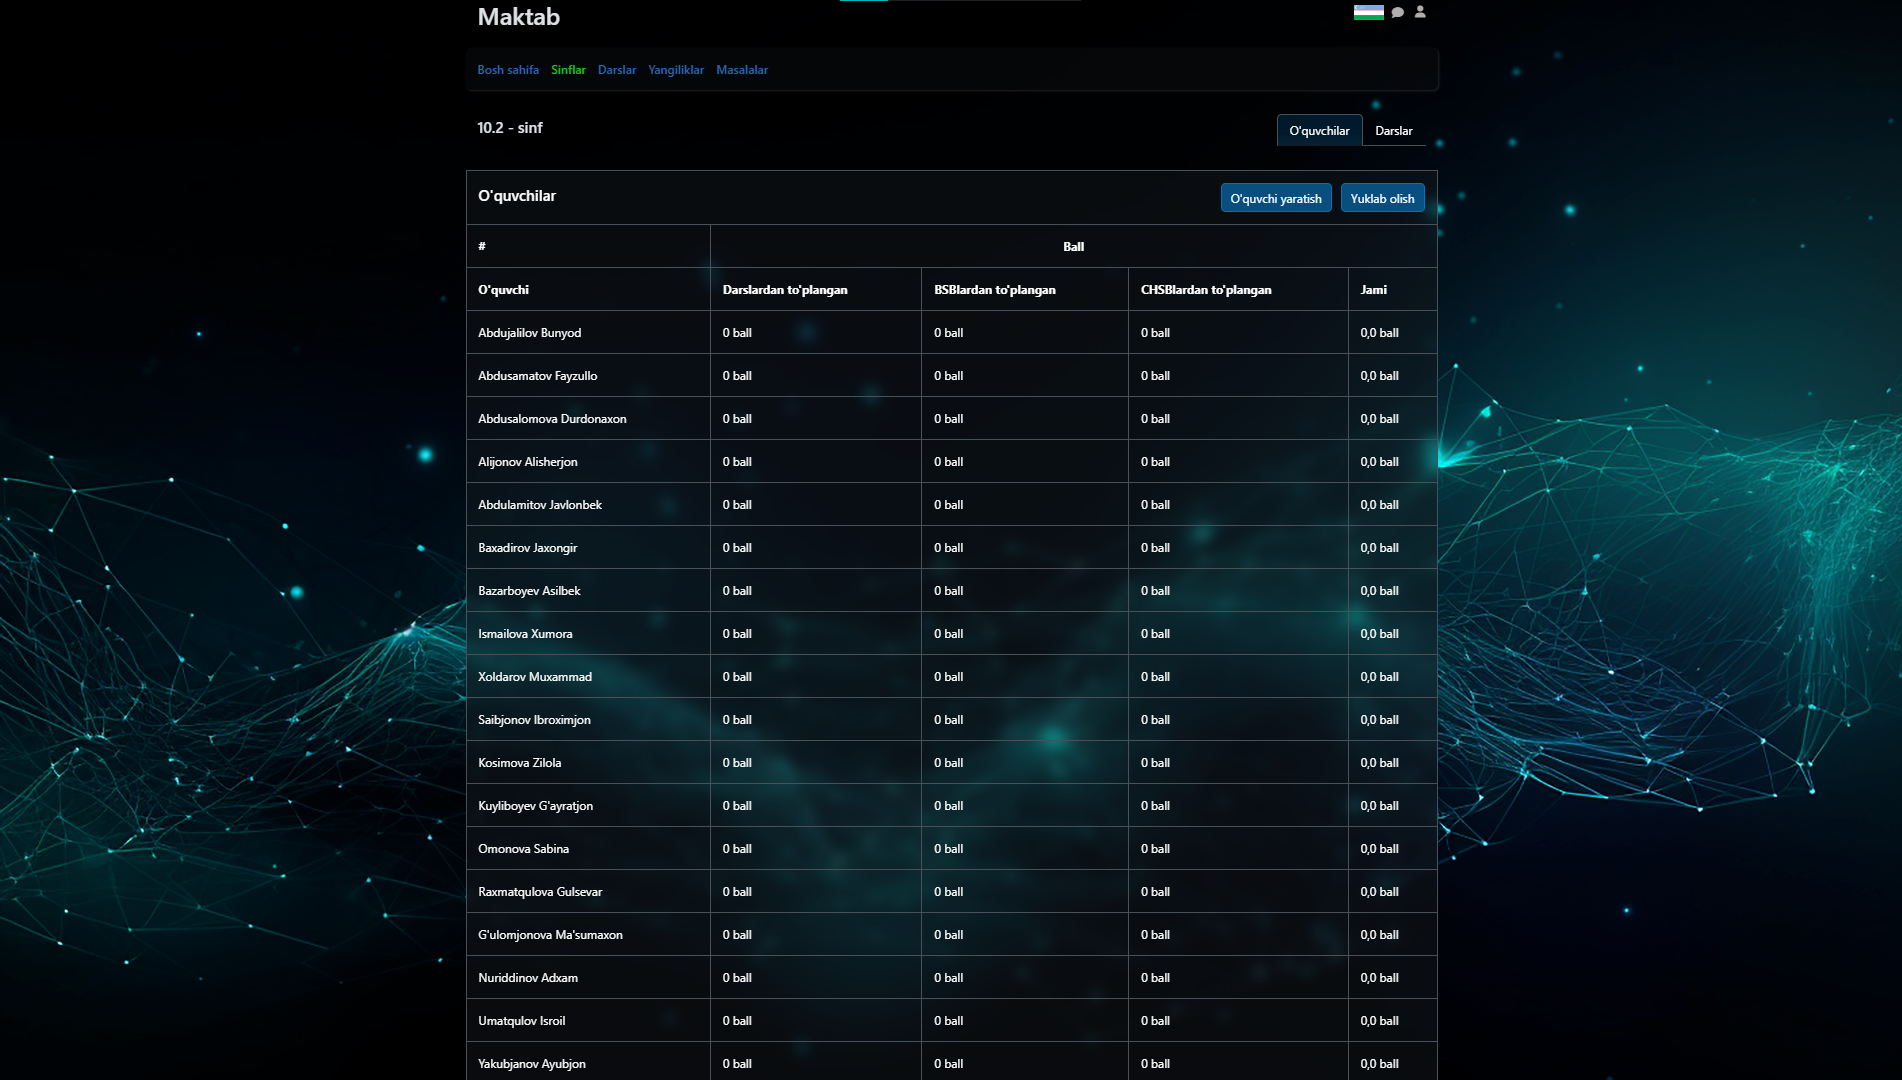 Maktab
Bosh sahifa Sinflar Darslar Yangiliklar Masalalar
10.2 - sinf O'quvchilar Darslar
O'quvchilar O'quvchi yaratish Yuklab olish
# Ball
O'quvchi Darslardan to'plangan BSBlardan to'plangan CHSBlardan to'plangan Jami
Abdujalilov Bunyod 0 ball 0 ball 0 ball 0,0 ball
Abdusamatov Fayzullo 0 ball 0 ball 0 ball 0,0 ball
Abdusalomova Durdonaxon 0 ball 0 ball 0 ball 0,0 ball
Alijonov Alisherjon 0 ball 0 ball 0 ball 0,0 ball
Abdulamitov Javlonbek 0 ball 0 ball 0 ball 0,0 ball
Baxadirov Jaxongir 0 ball 0 ball 0 ball 0,0 ball
Bazarboyev Asilbek 0 ball 0 ball 0 ball 0,0 ball
Ismailova Xumora 0 ball 0 ball 0 ball 0,0 ball
Xoldarov Muxammad 0 ball 0 ball 0 ball 0,0 ball
Saibjonov Ibroximjon 0 ball 0 ball 0 ball 0,0 ball
Kosimova Zilola 0 ball 0 ball 0 ball 0,0 ball
Kuyliboyev G'ayratjon 0 ball 0 ball 0 ball 0,0 ball
Omonova Sabina 0 ball 0 ball 0 ball 0,0 ball
Raxmatqulova Gulsevar 0 ball 0 ball 0 ball 0,0 ball
G'ulomjonova Ma'sumaxon 0 ball 0 ball 0 ball 0,0 ball
Nuriddinov Adxam 0 ball 0 ball 0 ball 0,0 ball
Umatqulov Isroil 0 ball 0 ball 0 ball 0,0 ball
Yakubjanov Ayubjon 0 ball 0 ball 0 ball 0,0 ball